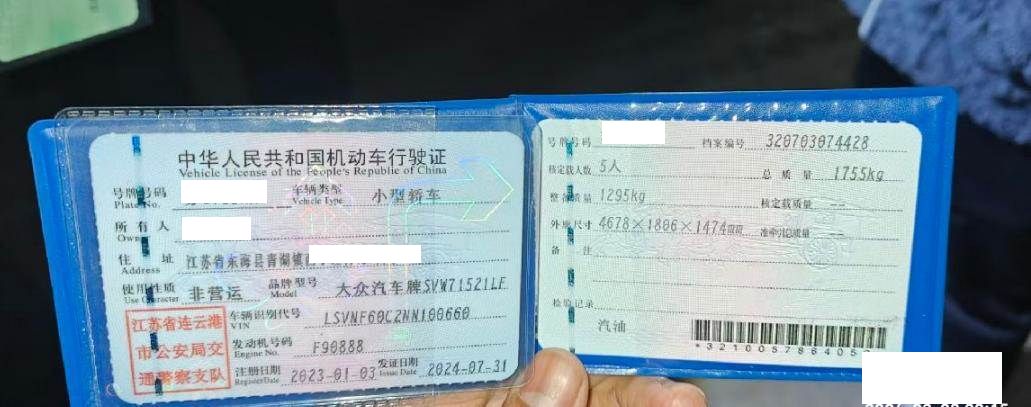 中华人民共和国机动车行驶证
Vehicle License of the People's Republic of China
号牌号码 Plate No. 车辆类型 Vehicle Type 小型轿车
所有人 Owner
住址 Address 江苏省东海县青湖镇
使用性质 Use Character 非营运 品牌型号 Model 大众汽车牌SVW71521LE
江苏省连云港
市公安局交
通警察支队
车辆识别代号 VIN LSVNF60C2NN100660
发动机号码 Engine No. F90888
注册日期 Register Date 2023-01-03 发证日期 Issue Date 2024-07-31
号牌号码 档案编号 320703074428
核定载人数 5人 总质量 1755kg
整备质量 1295kg 核定载质量 --
外廓尺寸 4678×1806×1474mm 准牵引总质量 --
备注
检验记录
汽油